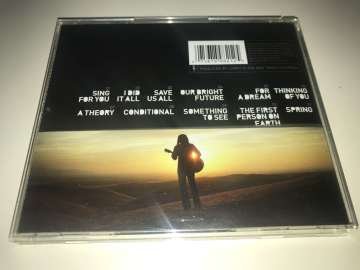 SING I DID SAVE OUR BRIGHT FOR THINKING
FOR YOU IT ALL US ALL FUTURE A DREAM OF YOU
A THEORY CONDITIONAL SOMETHING THE FIRST SPRING
TO SEE PERSON ON
EARTH